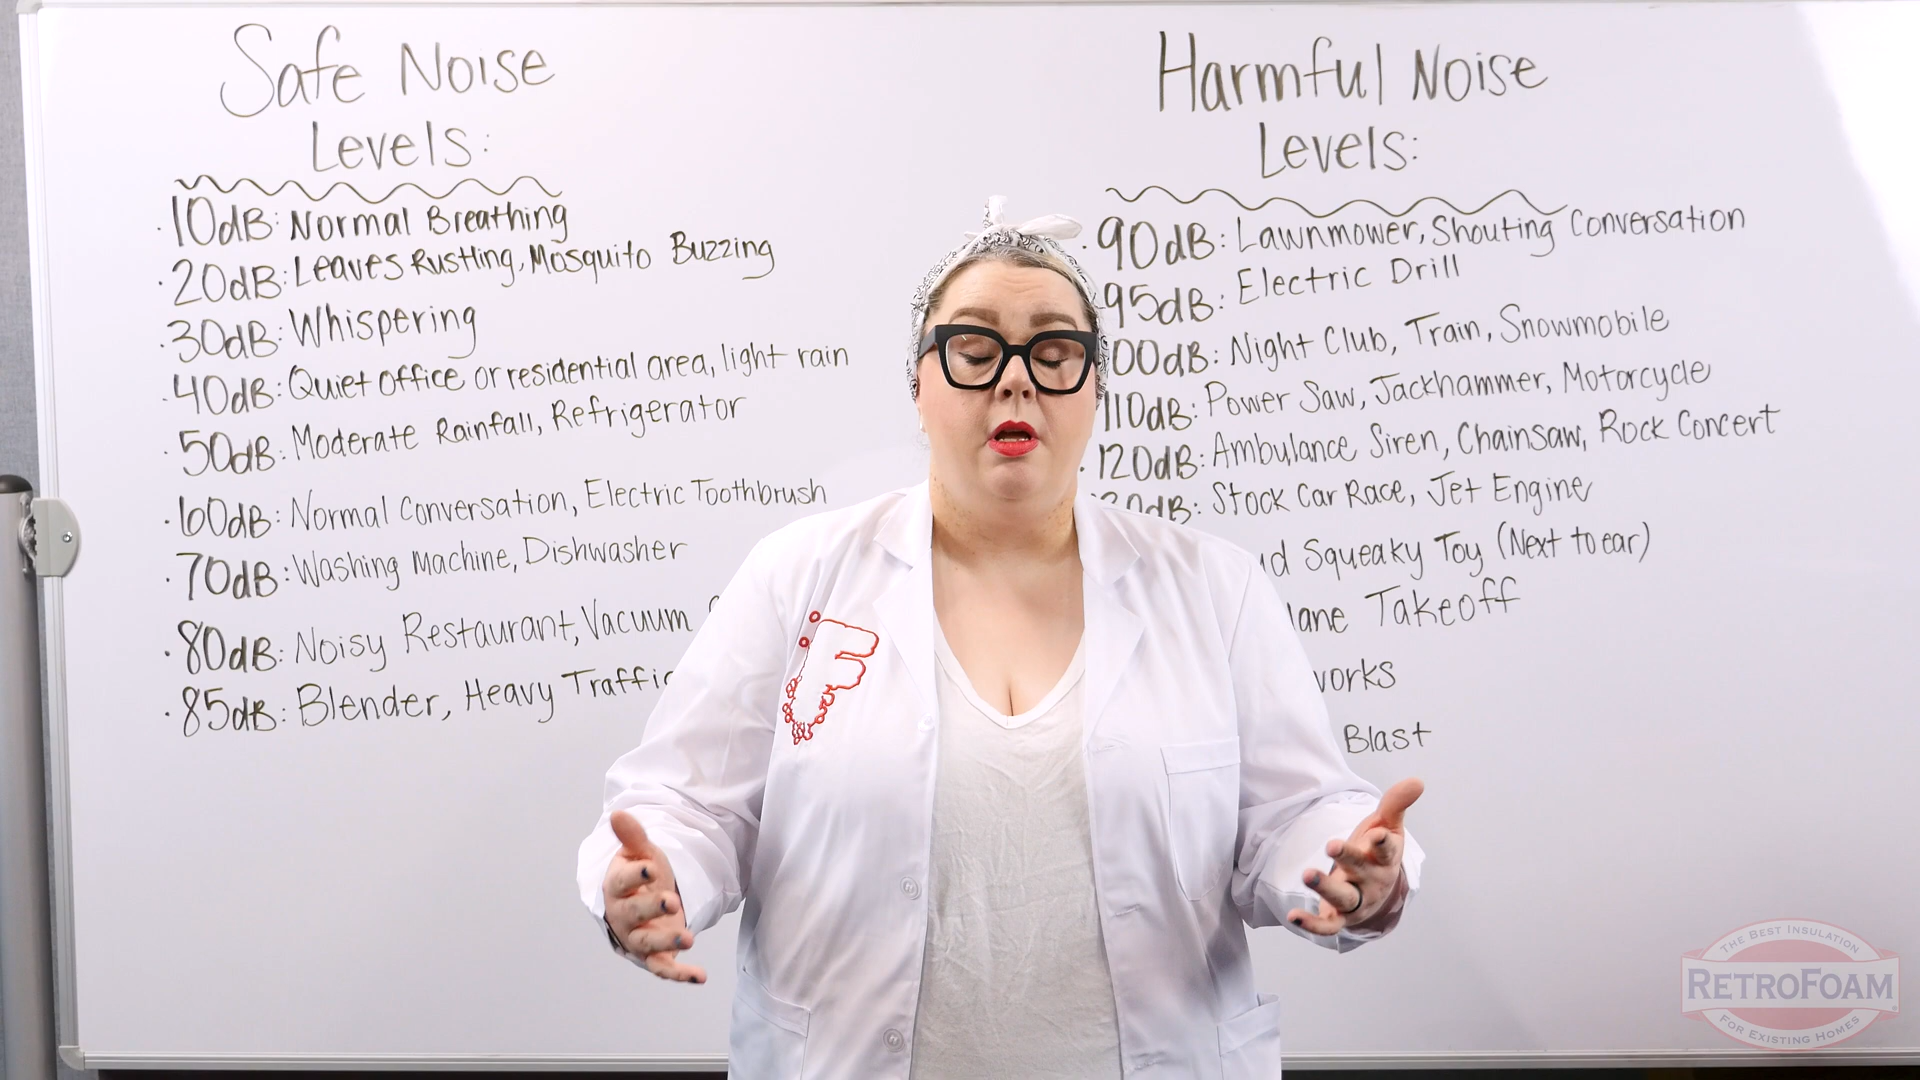 Safe Noise
Levels:
· 10dB: Normal Breathing
· 20dB: Leaves Rustling, Mosquito Buzzing
· 30dB: Whispering
· 40dB: Quiet office or residential area, light rain
· 50dB: Moderate Rainfall, Refrigerator
· 60dB: Normal Conversation, Electric Toothbrush
· 70dB: Washing Machine, Dishwasher
· 80dB: Noisy Restaurant, Vacuum
· 85dB: Blender, Heavy Traffic
Harmful Noise
Levels:
· 90dB: Lawnmower, Shouting Conversation
95dB: Electric Drill
00dB: Night Club, Train, Snowmobile
110dB: Power Saw, Jackhammer, Motorcycle
· 120dB: Ambulance Siren, Chainsaw, Rock Concert
dB: Stock Car Race, Jet Engine
Squeaky Toy (Next to ear)
Takeoff
works
Blast
F
THE BEST INSULATION
RETROFOAM
FOR EXISTING HOMES